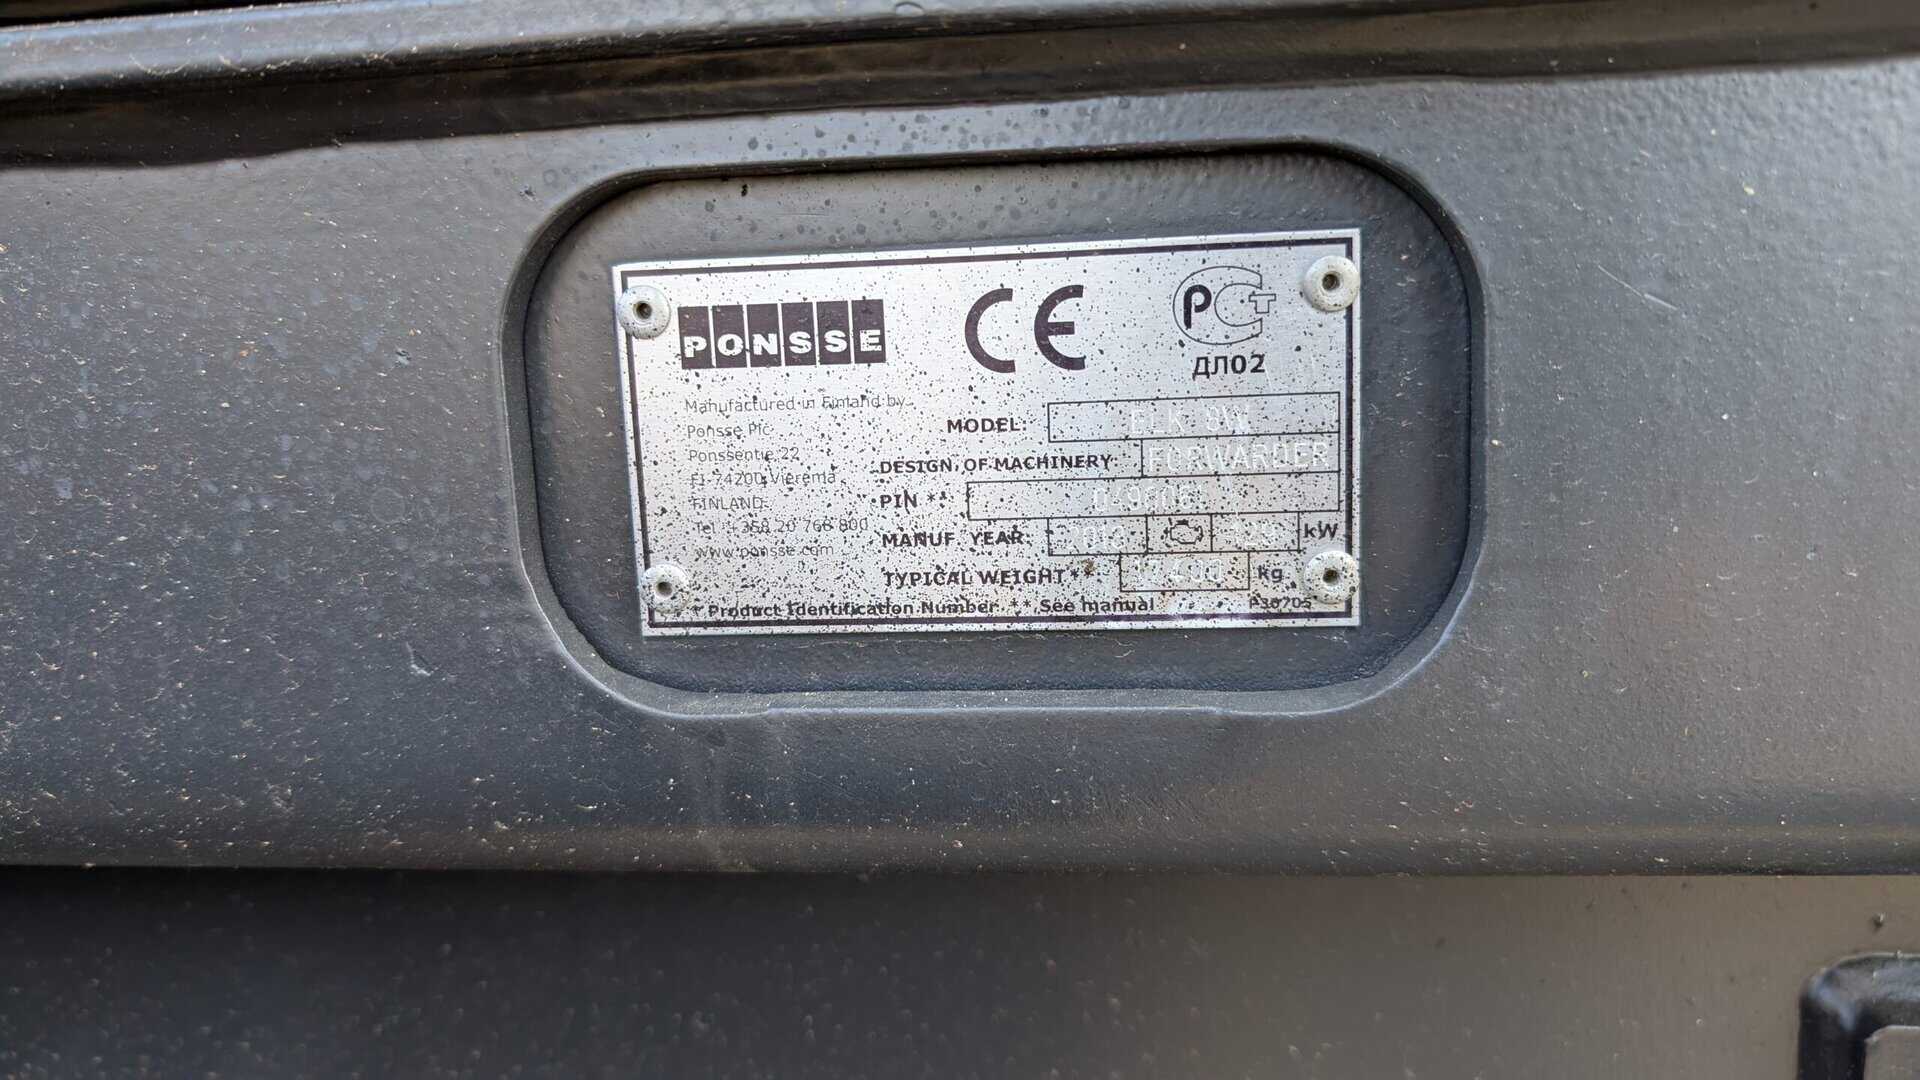 PONSSE
CE
PCT
ДЛ02
Manufactured in Finland by
Ponsse Plc
Ponssentie 22
FI-74200 Vieremä
FINLAND
Tel. +358 20 768 800
www.ponsse.com
MODEL: ELK 8W
DESIGN OF MACHINERY FORWARDER
PIN *
MANUF. YEAR: kW
TYPICAL WEIGHT** kg
* Product Identification Number ** See manual
P30705